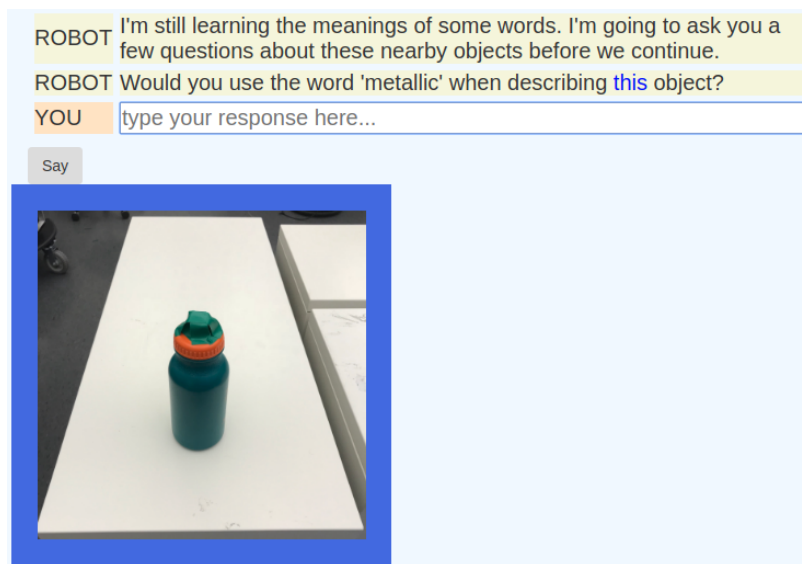 ROBOT I'm still learning the meanings of some words. I'm going to ask you a
few questions about these nearby objects before we continue.
ROBOT Would you use the word 'metallic' when describing this object?
YOU type your response here...
Say